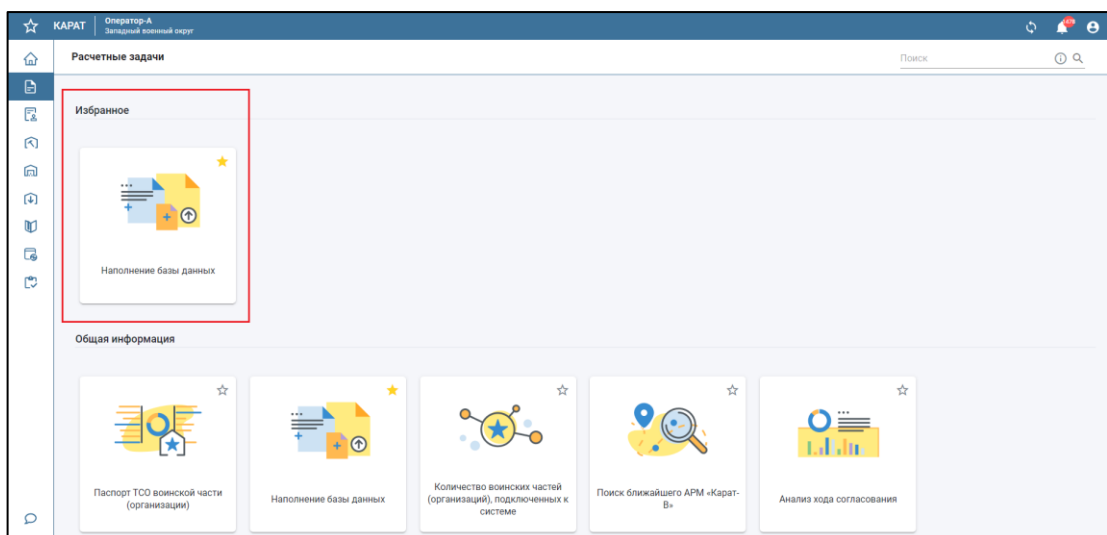 КАРАТ
Оператор-А
Западный военный округ
Расчетные задачи
Поиск
Избранное
Наполнение базы данных
Общая информация
Паспорт ТСО воинской части
(организации)
Наполнение базы данных
Количество воинских частей
(организаций), подключенных к
системе
Поиск ближайшего АРМ «Карат-
В»
Анализ хода согласования